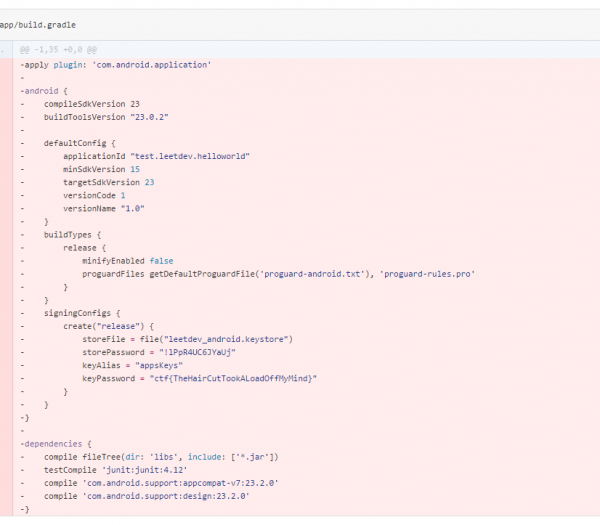 app/build.gradle
@@ -1,35 +0,0 @@
-apply plugin: 'com.android.application'
-
-android {
-    compileSdkVersion 23
-    buildToolsVersion "23.0.2"
-
-    defaultConfig {
-        applicationId "test.leetdev.helloworld"
-        minSdkVersion 15
-        targetSdkVersion 23
-        versionCode 1
-        versionName "1.0"
-    }
-    buildTypes {
-        release {
-            minifyEnabled false
-            proguardFiles getDefaultProguardFile('proguard-android.txt'), 'proguard-rules.pro'
-        }
-    }
-    signingConfigs {
-        create("release") {
-            storeFile = file("leetdev_android.keystore")
-            storePassword = "!lPpR4UC6JYaUj"
-            keyAlias = "appsKeys"
-            keyPassword = "ctf{TheHairCutTookALoadOffMyMind}"
-        }
-    }
-}
-
-dependencies {
-    compile fileTree(dir: 'libs', include: ['*.jar'])
-    testCompile 'junit:junit:4.12'
-    compile 'com.android.support:appcompat-v7:23.2.0'
-    compile 'com.android.support:design:23.2.0'
-}